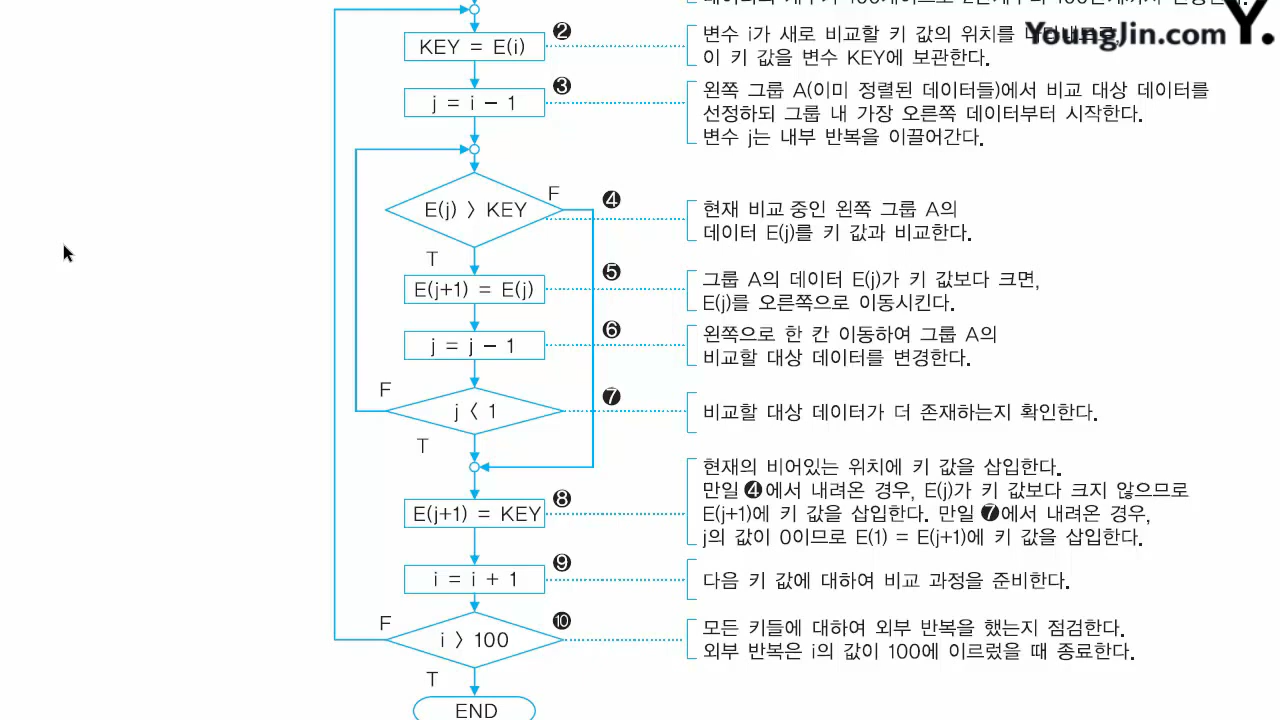 YoungJin.com Y.
❷
KEY = E(i)
변수 i가 새로 비교할 키 값의 위치를
이 키 값을 변수 KEY에 보관한다.
❸
j = i − 1
왼쪽 그룹 A(이미 정렬된 데이터들)에서 비교 대상 데이터를
선정하되 그룹 내 가장 오른쪽 데이터부터 시작한다.
변수 j는 내부 반복을 이끌어간다.
❹
E(j) > KEY
F
T
현재 비교 중인 왼쪽 그룹 A의
데이터 E(j)를 키 값과 비교한다.
❺
E(j+1) = E(j)
그룹 A의 데이터 E(j)가 키 값보다 크면,
E(j)를 오른쪽으로 이동시킨다.
❻
j = j − 1
왼쪽으로 한 칸 이동하여 그룹 A의
비교할 대상 데이터를 변경한다.
❼
F
j < 1
T
비교할 대상 데이터가 더 존재하는지 확인한다.
❽
E(j+1) = KEY
현재의 비어있는 위치에 키 값을 삽입한다.
만일 ❹에서 내려온 경우, E(j)가 키 값보다 크지 않으므로
E(j+1)에 키 값을 삽입한다. 만일 ❼에서 내려온 경우,
j의 값이 0이므로 E(1) = E(j+1)에 키 값을 삽입한다.
❾
i = i + 1
다음 키 값에 대하여 비교 과정을 준비한다.
❿
F
i > 100
T
모든 키들에 대하여 외부 반복을 했는지 점검한다.
외부 반복은 i의 값이 100에 이르렀을 때 종료한다.
END